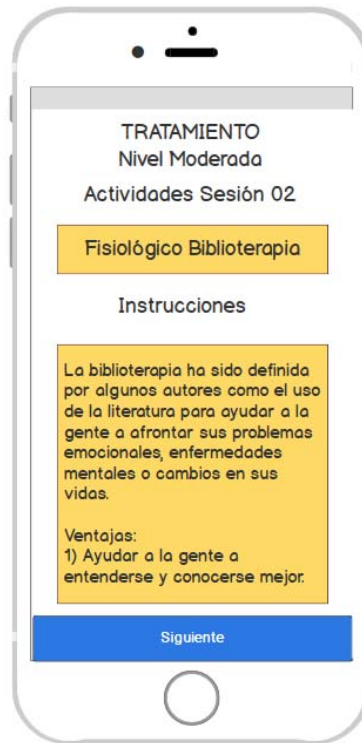 TRATAMIENTO
Nivel Moderada
Actividades Sesión 02
Fisiológico Biblioterapia
Instrucciones
La biblioterapia ha sido definida
por algunos autores como el uso
de la literatura para ayudar a la
gente a afrontar sus problemas
emocionales, enfermedades
mentales o cambios en sus
vidas.
Ventajas:
1) Ayudar a la gente a
entenderse y conocerse mejor.
Siguiente